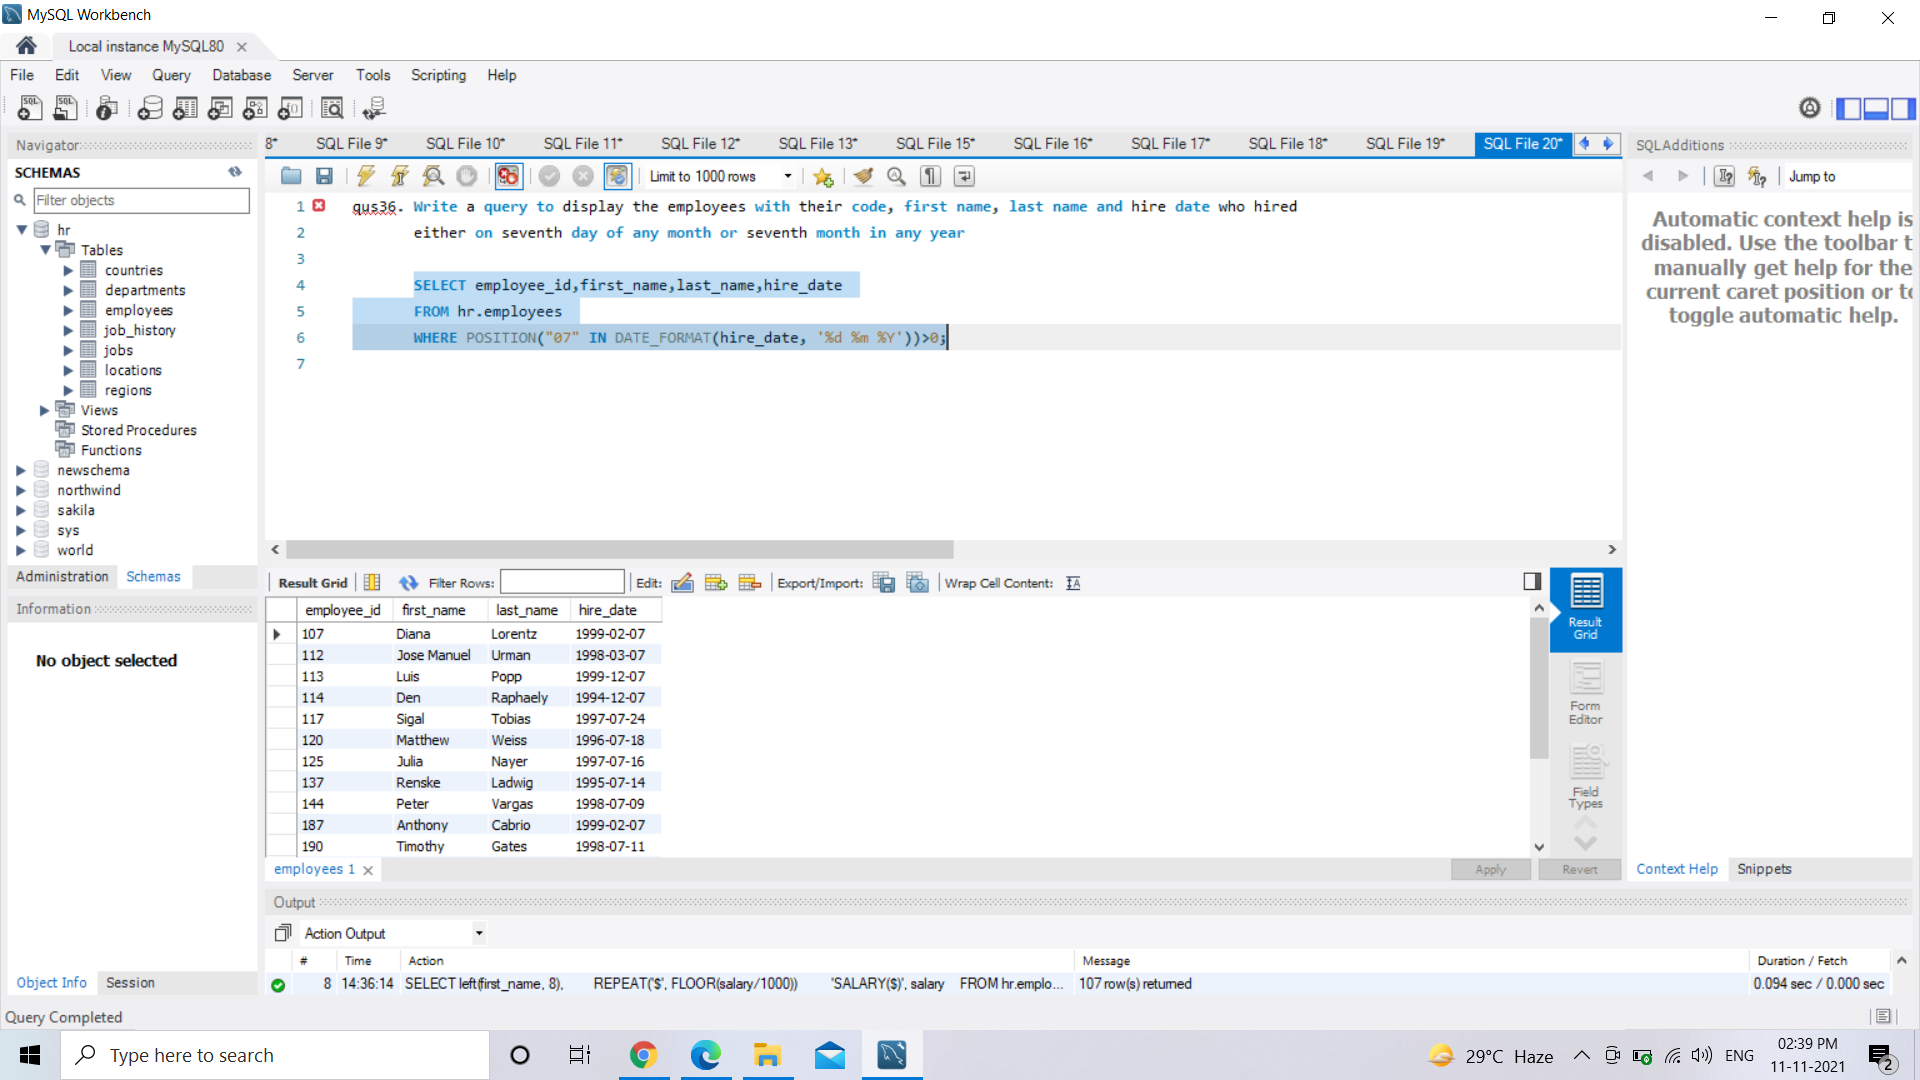 MySQL Workbench
Local instance MySQL80
File Edit View Query Database Server Tools Scripting Help
Navigator
SCHEMAS
Filter objects
hr
Tables
countries
departments
employees
job_history
jobs
locations
regions
Views
Stored Procedures
Functions
newschema
northwind
sakila
sys
world
Administration Schemas
Information
No object selected
Object Info Session
8* SQL File 9* SQL File 10* SQL File 11* SQL File 12* SQL File 13* SQL File 15* SQL File 16* SQL File 17* SQL File 18* SQL File 19* SQL File 20*
Limit to 1000 rows
1 qus36. Write a query to display the employees with their code, first name, last name and hire date who hired
2 either on seventh day of any month or seventh month in any year
3
4 SELECT employee_id,first_name,last_name,hire_date
5 FROM hr.employees
6 WHERE POSITION("07" IN DATE_FORMAT(hire_date, '%d %m %Y'))>0;
7
Result Grid Filter Rows: Edit: Export/Import: Wrap Cell Content:
employee_id first_name last_name hire_date
107 Diana Lorentz 1999-02-07
112 Jose Manuel Urman 1998-03-07
113 Luis Popp 1999-12-07
114 Den Raphaely 1994-12-07
117 Sigal Tobias 1997-07-24
120 Matthew Weiss 1996-07-18
125 Julia Nayer 1997-07-16
137 Renske Ladwig 1995-07-14
144 Peter Vargas 1998-07-09
187 Anthony Cabrio 1999-02-07
190 Timothy Gates 1998-07-11
Result
Grid
Form
Editor
Field
Types
employees 1
Apply Revert
SQLAdditions
Jump to
Automatic context help is
disabled. Use the toolbar t
manually get help for the
current caret position or to
toggle automatic help.
Context Help Snippets
Output
Action Output
# Time Action Message Duration / Fetch
8 14:36:14 SELECT left(first_name, 8), REPEAT('$', FLOOR(salary/1000)) 'SALARY($)', salary FROM hr.emplo... 107 row(s) returned 0.094 sec / 0.000 sec
Query Completed
Type here to search
29°C Haze
ENG
02:39 PM
11-11-2021
2